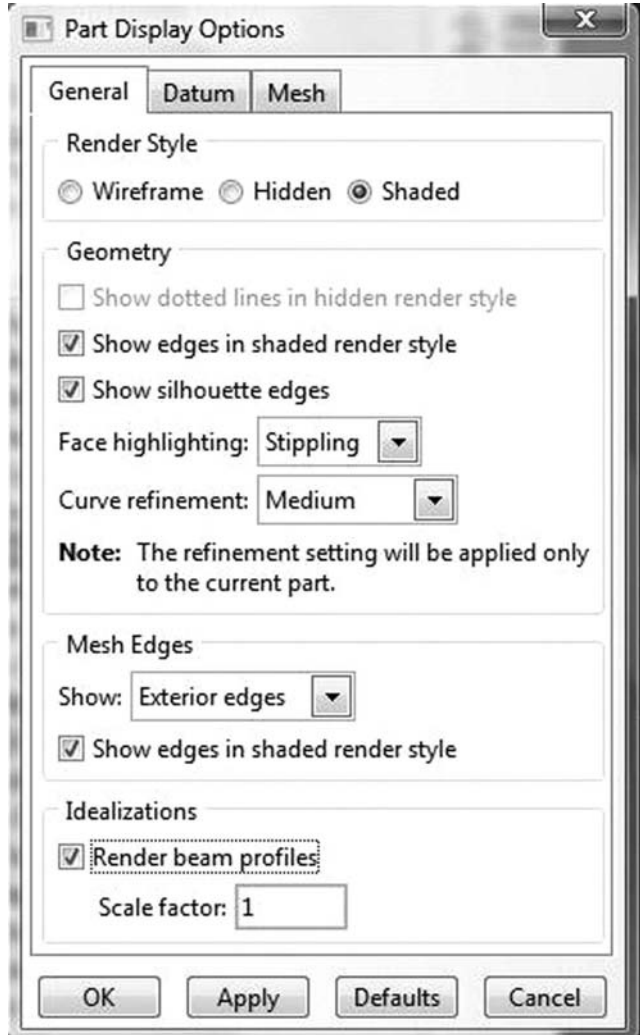 Part Display Options
General Datum Mesh
Render Style
Wireframe Hidden Shaded
Geometry
Show dotted lines in hidden render style
Show edges in shaded render style
Show silhouette edges
Face highlighting: Stippling
Curve refinement: Medium
Note: The refinement setting will be applied only
to the current part.
Mesh Edges
Show: Exterior edges
Show edges in shaded render style
Idealizations
Render beam profiles
Scale factor: 1
OK Apply Defaults Cancel